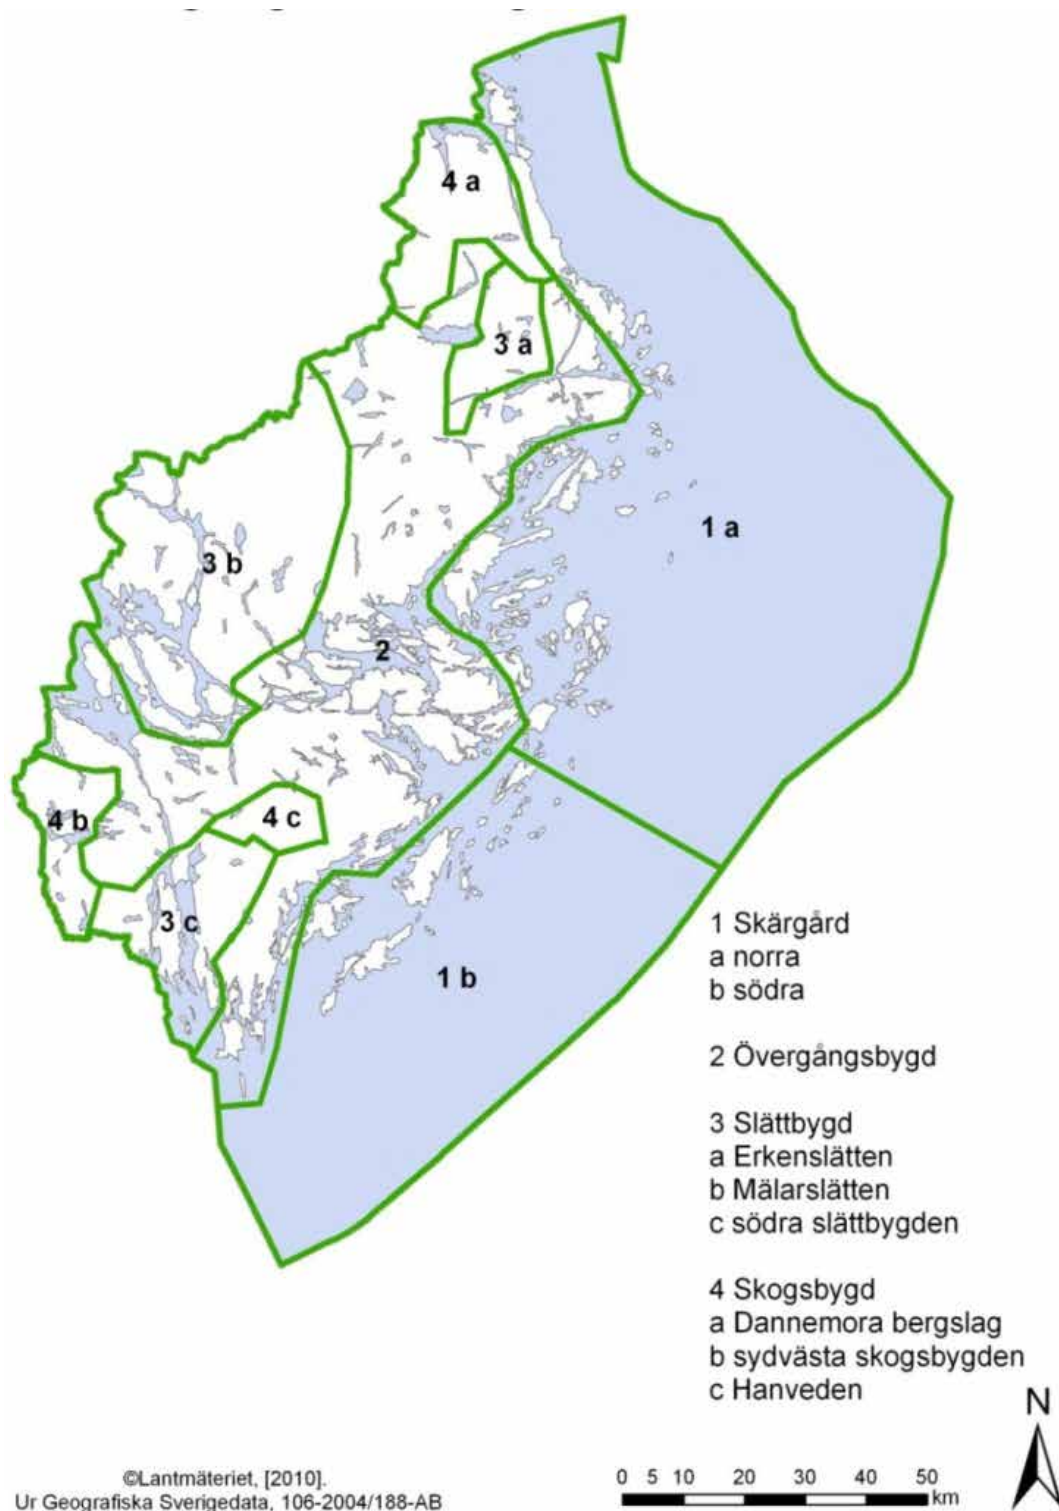 4 a
3 a
1 a
3 b
2
4 b
4 c
3 c
1 b
1 Skärgård
a norra
b södra
2 Övergångsbygd
3 Slättbygd
a Erkenslätten
b Mälarslätten
c södra slättbygden
4 Skogsbygd
a Dannemora bergslag
b sydvästa skogsbygden
c Hanveden
N
©Lantmäteriet, [2010].
Ur Geografiska Sverigedata, 106-2004/188-AB
0 5 10 20 30 40 50
km